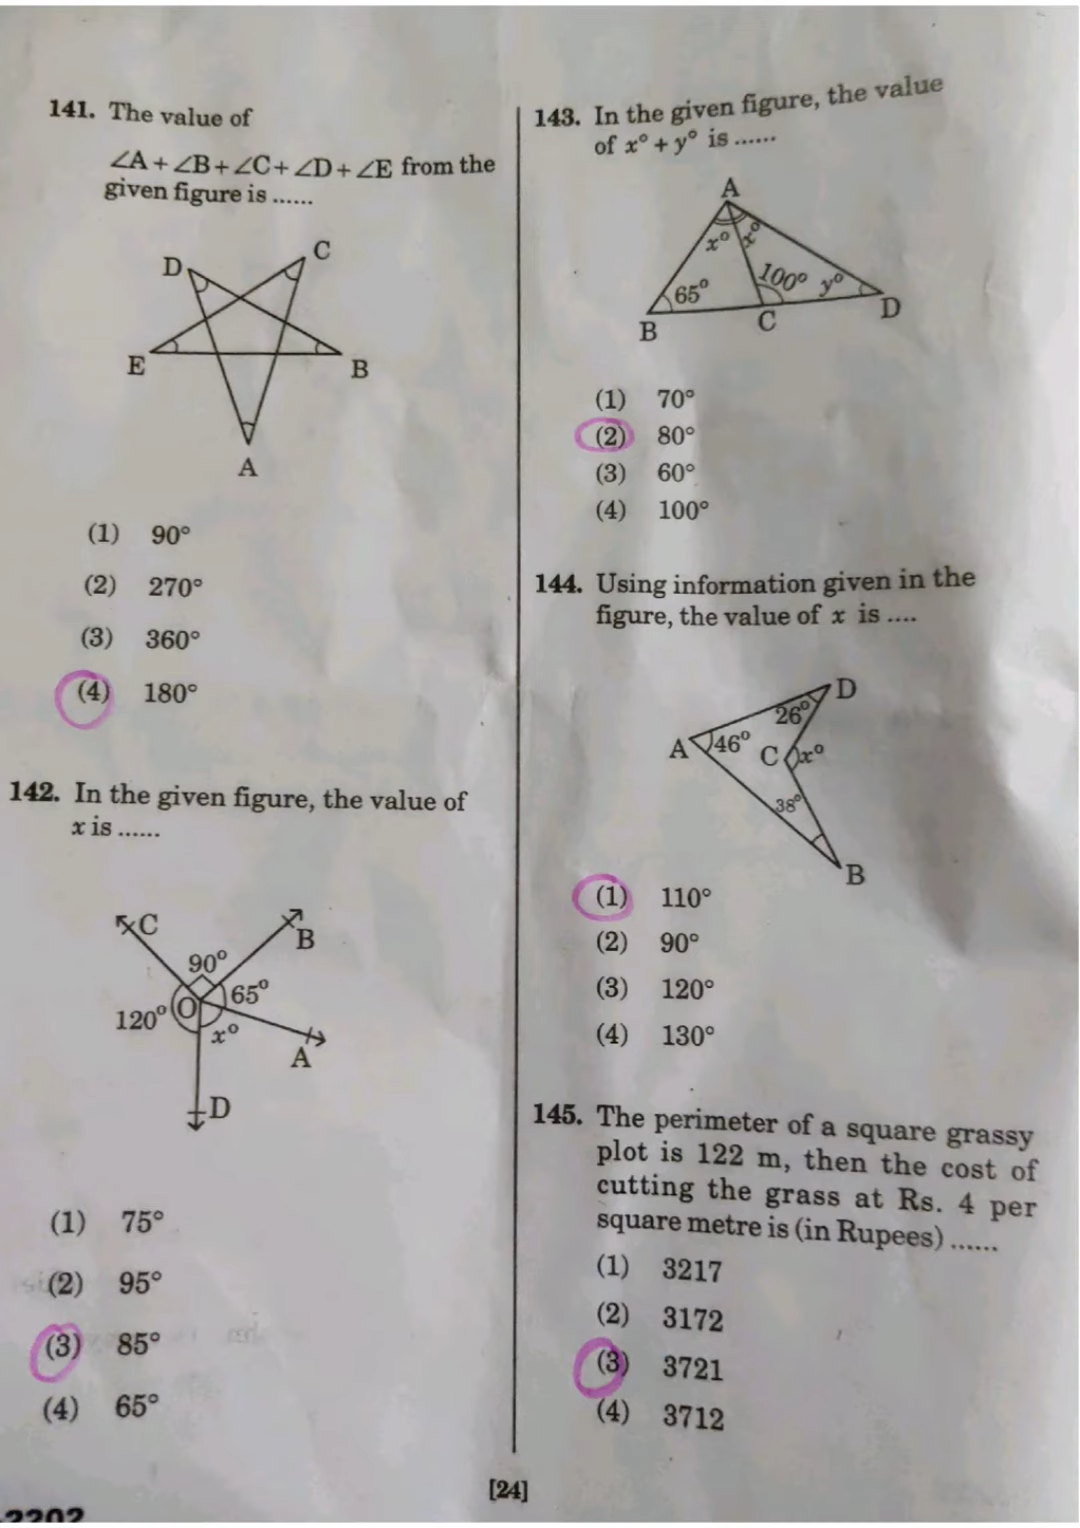 141. The value of
∠A + ∠B + ∠C + ∠D + ∠E from the
given figure is ......
D
C
E
B
A
(1) 90°
(2) 270°
(3) 360°
(4) 180°
142. In the given figure, the value of
x is ......
C
B
90°
65°
120°
O
x°
A
D
(1) 75°
(2) 95°
(3) 85°
(4) 65°
143. In the given figure, the value
of x° + y° is ......
A
x° x°
65°
100° y°
B
C
D
(1) 70°
(2) 80°
(3) 60°
(4) 100°
144. Using information given in the
figure, the value of x is ....
D
26°
A 46° C x°
38°
B
(1) 110°
(2) 90°
(3) 120°
(4) 130°
145. The perimeter of a square grassy
plot is 122 m, then the cost of
cutting the grass at Rs. 4 per
square metre is (in Rupees) ......
(1) 3217
(2) 3172
(3) 3721
(4) 3712
[24]